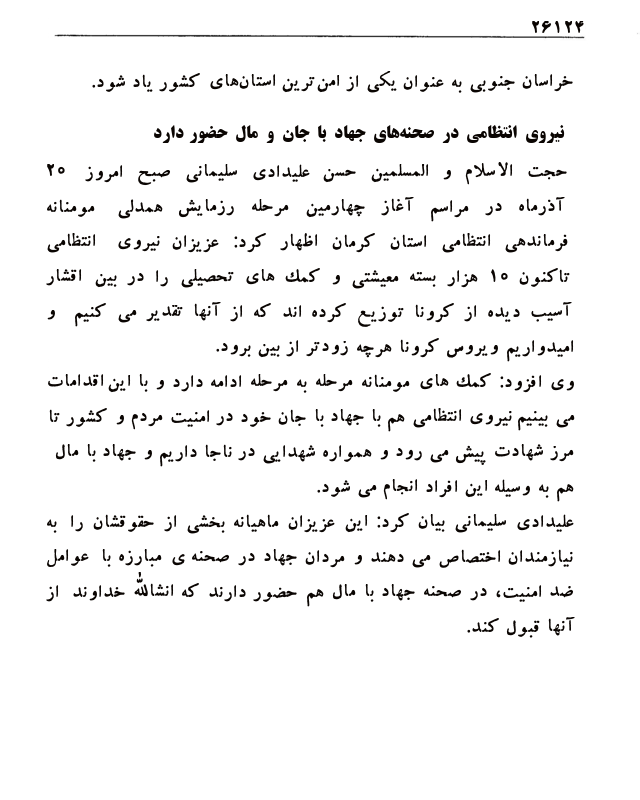 ۲۶۱۲۴
خراسان جنوبی به عنوان یکی از امن‌ترین استان‌های کشور یاد شود.
نیروی انتظامی در صحنه‌های جهاد با جان و مال حضور دارد
حجت الاسلام و المسلمین حسن علیدادی سلیمانی صبح امروز ۲۵
آذرماه در مراسم آغاز چهارمین مرحله رزمایش همدلی مومنانه
فرماندهی انتظامی استان کرمان اظهار کرد: عزیزان نیروی انتظامی
تاکنون ۱۵ هزار بسته معیشتی و کمك های تحصیلی را در بین اقشار
آسیب دیده از کرونا توزیع کرده اند که از آنها تقدیر می کنیم و
امیدواریم ویروس کرونا هرچه زودتر از بین برود.
وی افزود: کمك های مومنانه مرحله به مرحله ادامه دارد و با این اقدامات
می بینیم نیروی انتظامی هم با جهاد با جان خود در امنیت مردم و کشور تا
مرز شهادت پیش می رود و همواره شهدایی در ناجا داریم و جهاد با مال
هم به وسیله این افراد انجام می شود.
علیدادی سلیمانی بیان کرد: این عزیزان ماهیانه بخشی از حقوقشان را به
نیازمندان اختصاص می دهند و مردان جهاد در صحنه ی مبارزه با عوامل
ضد امنیت، در صحنه جهاد با مال هم حضور دارند که انشالله خداوند از
آنها قبول کند.